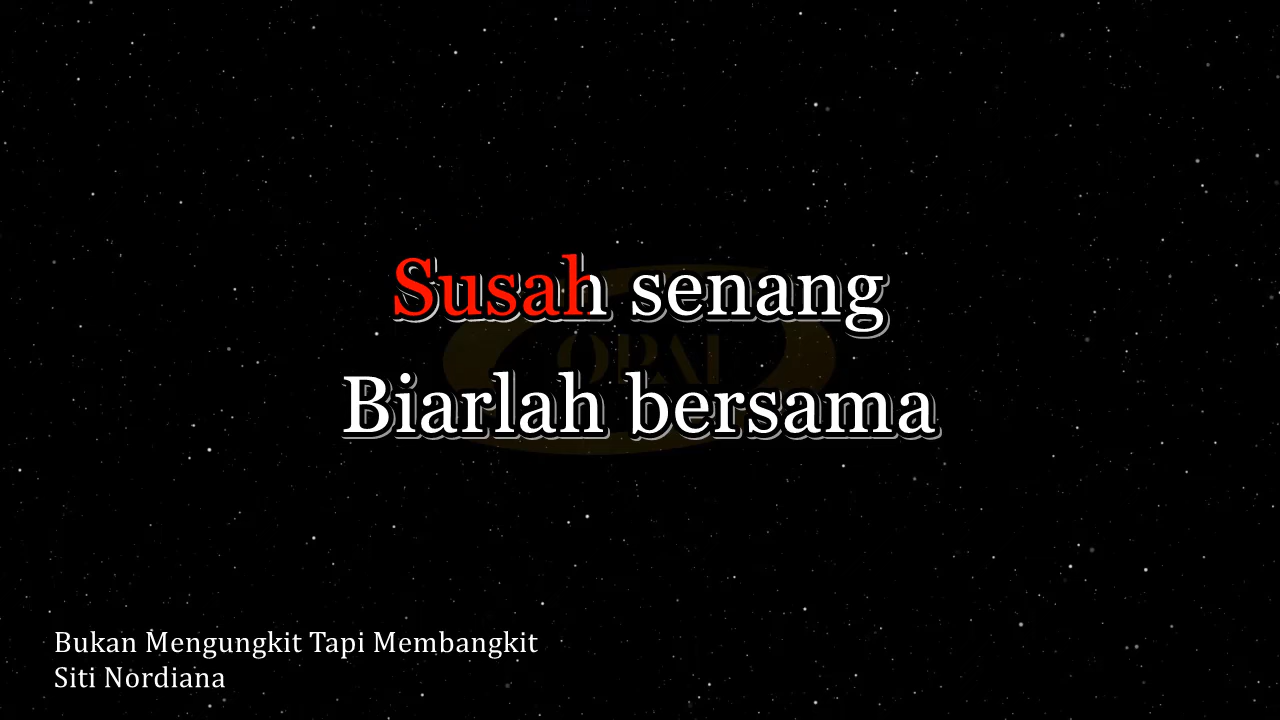 Susah senang
Biarlah bersama
Bukan Mengungkit Tapi Membangkit
Siti Nordiana